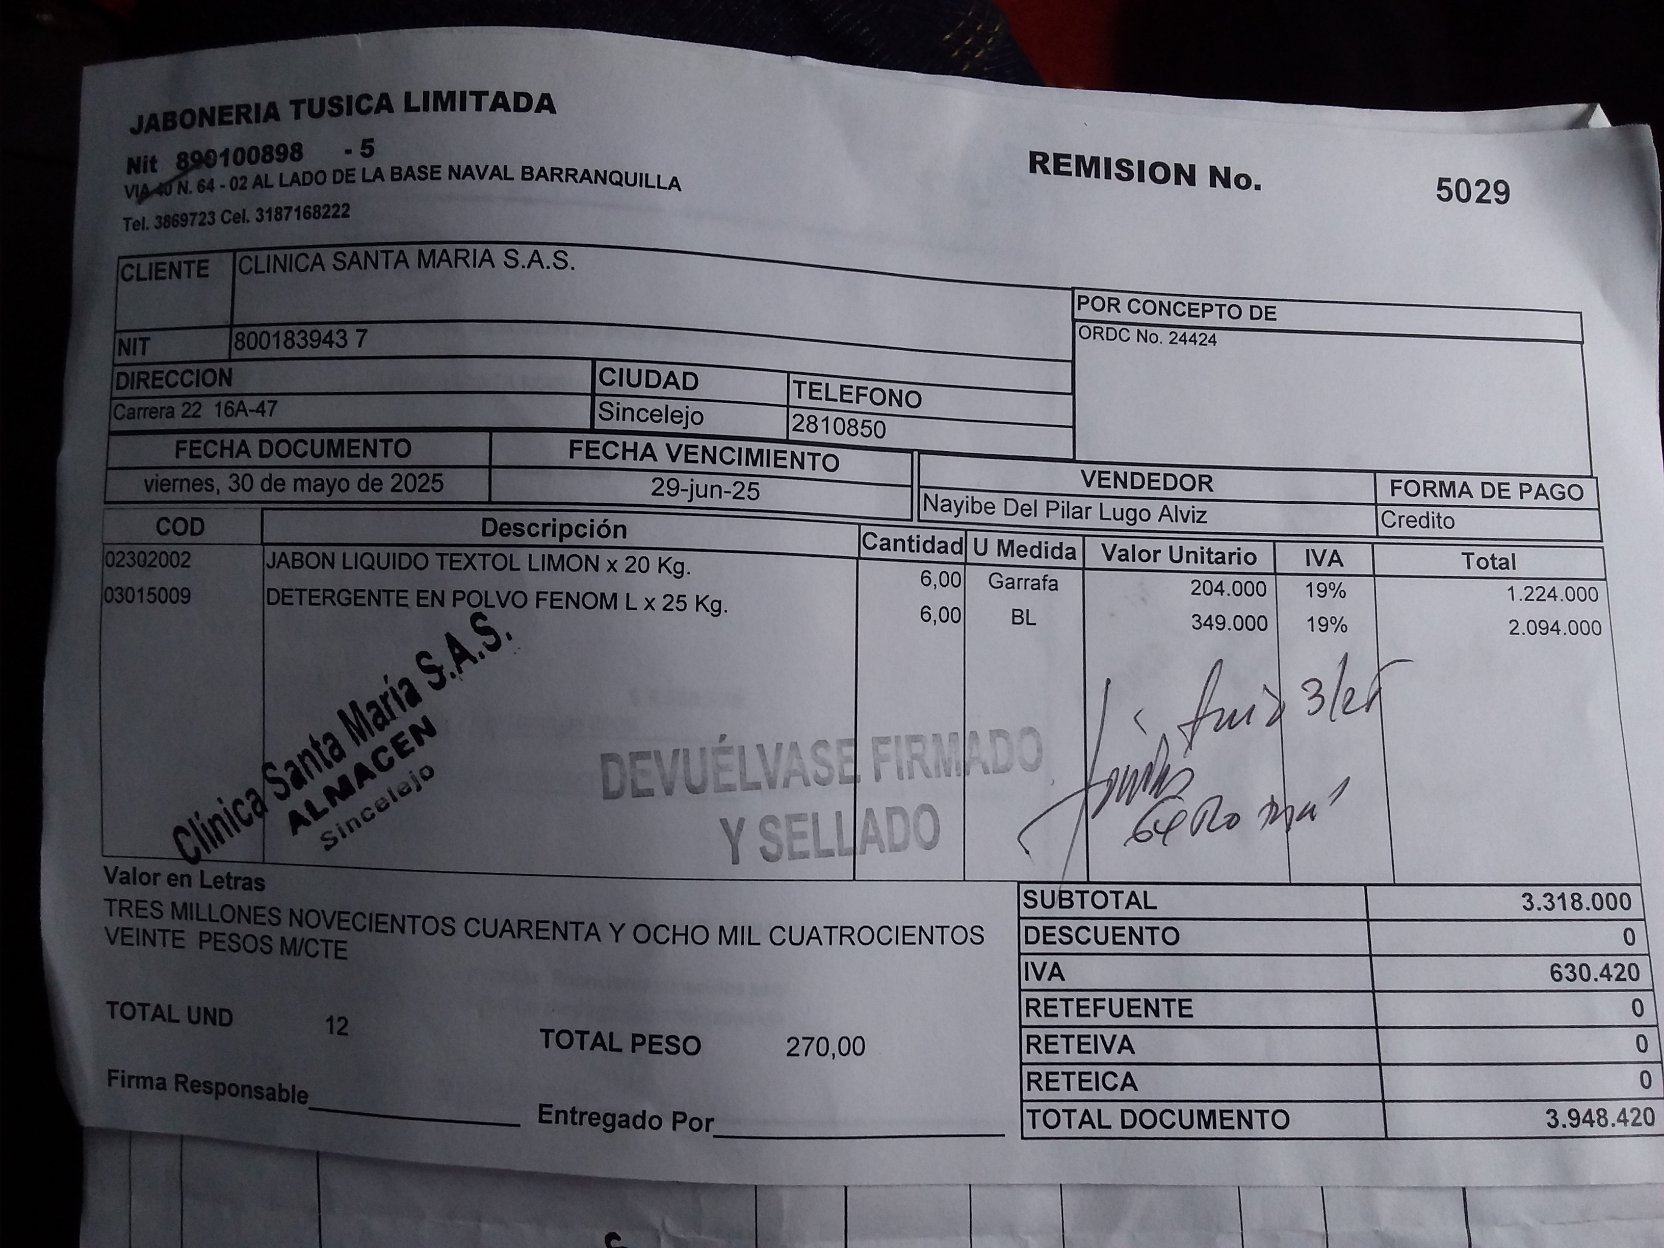 JABONERIA TUSICA LIMITADA
Nit 890100898 - 5
VIA 40 N. 64 - 02 AL LADO DE LA BASE NAVAL BARRANQUILLA
Tel. 3869723 Cel. 3187168222
REMISION No. 5029
CLIENTE CLINICA SANTA MARIA S.A.S.
NIT 800183943 7
POR CONCEPTO DE
ORDC No. 24424
DIRECCION CIUDAD TELEFONO
Carrera 22 16A-47 Sincelejo 2810850
FECHA DOCUMENTO FECHA VENCIMIENTO VENDEDOR FORMA DE PAGO
viernes, 30 de mayo de 2025 29-jun-25 Nayibe Del Pilar Lugo Alviz Credito
COD Descripción Cantidad U Medida Valor Unitario IVA Total
02302002 JABON LIQUIDO TEXTOL LIMON x 20 Kg. 6,00 Garrafa 204.000 19% 1.224.000
03015009 DETERGENTE EN POLVO FENOM L x 25 Kg. 6,00 BL 349.000 19% 2.094.000
Clínica Santa María S.A.S.
ALMACEN
Sincelejo
DEVUÉLVASE FIRMADO
Y SELLADO
Valor en Letras
TRES MILLONES NOVECIENTOS CUARENTA Y OCHO MIL CUATROCIENTOS
VEINTE PESOS M/CTE
TOTAL UND 12
TOTAL PESO 270,00
Firma Responsable
Entregado Por
SUBTOTAL 3.318.000
DESCUENTO 0
IVA 630.420
RETEFUENTE 0
RETEIVA 0
RETEICA 0
TOTAL DOCUMENTO 3.948.420